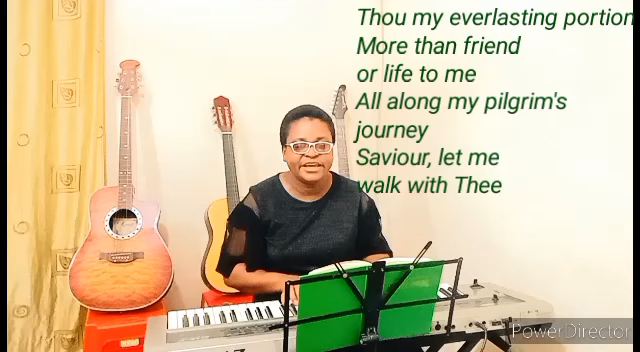 Thou my everlasting portion
More than friend
or life to me
All along my pilgrim's
journey
Saviour, let me
walk with Thee
PowerDirector